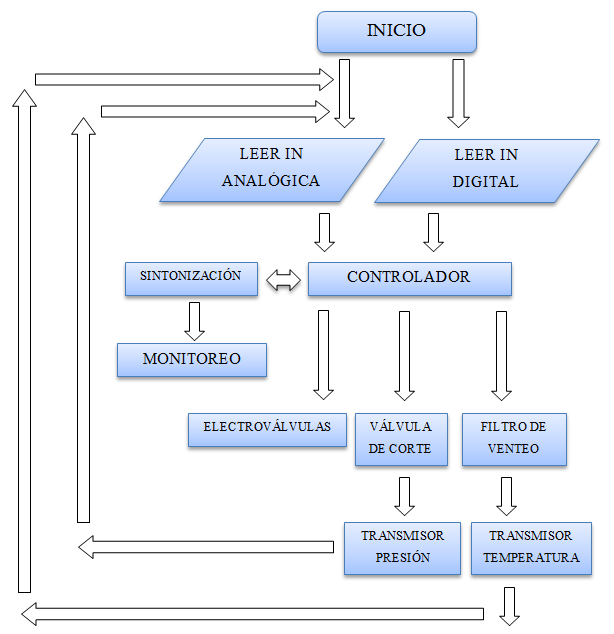 INICIO
LEER IN
ANALÓGICA
LEER IN
DIGITAL
SINTONIZACIÓN
CONTROLADOR
MONITOREO
ELECTROVÁLVULAS
VÁLVULA
DE CORTE
FILTRO DE
VENTEO
TRANSMISOR
PRESIÓN
TRANSMISOR
TEMPERATURA